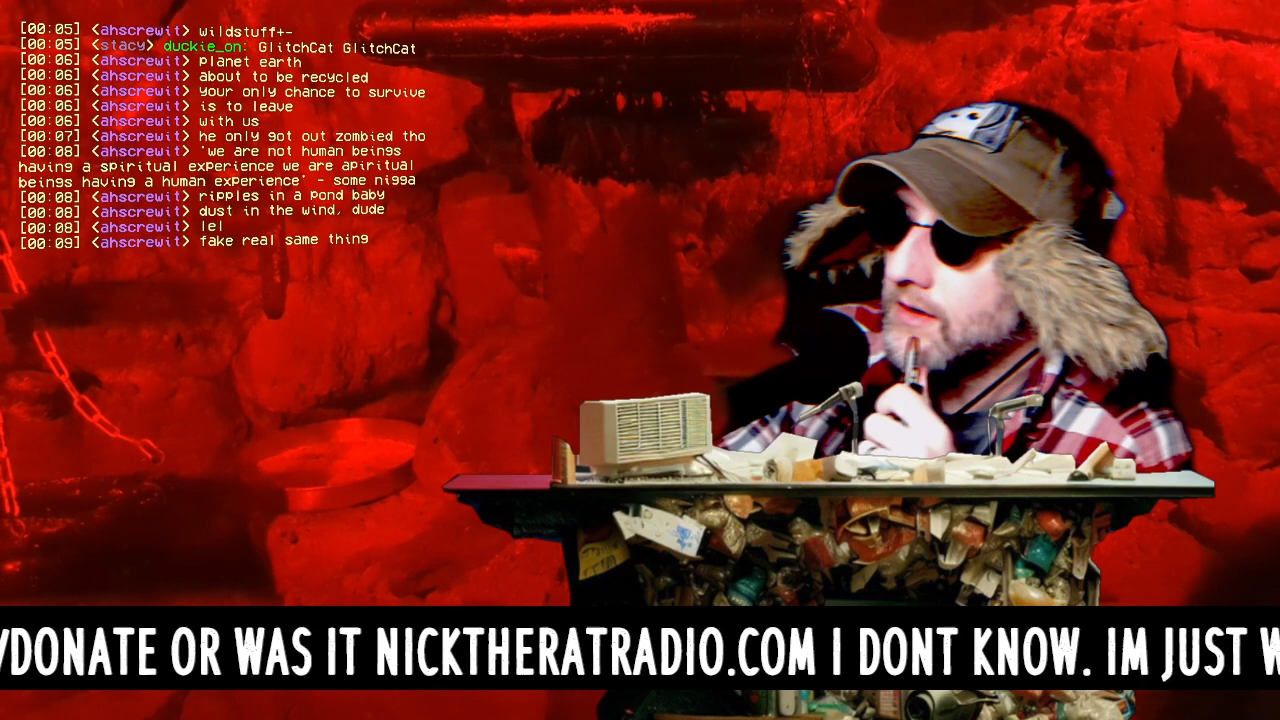 [00:05] <ahscrewit> wildstuff+-
[00:05] <stacy> duckie_on: GlitchCat GlitchCat
[00:06] <ahscrewit> planet earth
[00:06] <ahscrewit> about to be recycled
[00:06] <ahscrewit> your only chance to survive
[00:06] <ahscrewit> is to leave
[00:06] <ahscrewit> with us
[00:07] <ahscrewit> he only got out zombied tho
[00:08] <ahscrewit> 'we are not human beings
having a spiritual experience we are apiritual
beings having a human experience' - some nigga
[00:08] <ahscrewit> ripples in a pond baby
[00:08] <ahscrewit> dust in the wind, dude
[00:08] <ahscrewit> lel
[00:09] <ahscrewit> fake real same thing
/DONATE OR WAS IT NICKTHERATRADIO.COM I DONT KNOW. IM JUST W